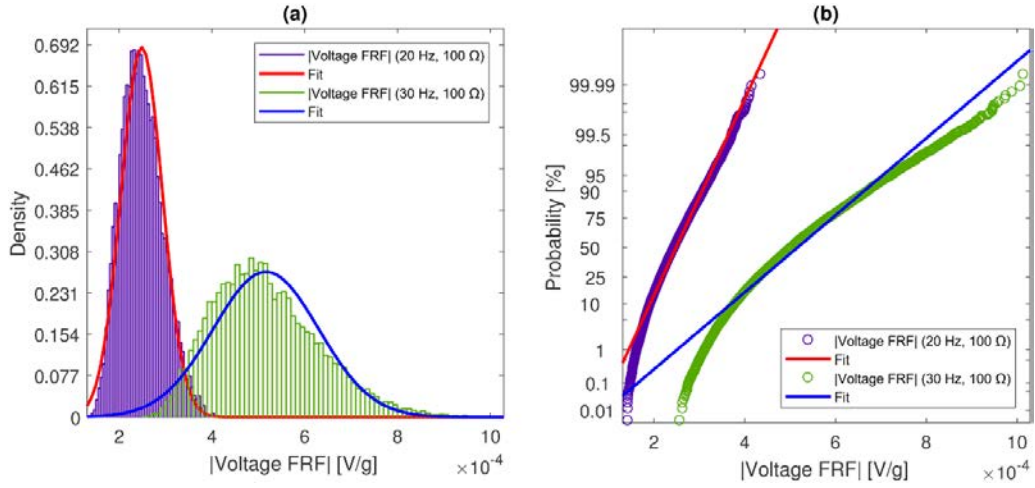 (a)
0.692
0.615
0.538
0.462
0.385
0.308
0.231
0.154
0.077
0
Density
|Voltage FRF| (20 Hz, 100 Ω)
Fit
|Voltage FRF| (30 Hz, 100 Ω)
Fit
2 4 6 8 10
|Voltage FRF| [V/g]
×10⁻⁴
(b)
99.99
99.5
95
90
75
50
25
10
1
0.1
0.01
Probability [%]
|Voltage FRF| (20 Hz, 100 Ω)
Fit
|Voltage FRF| (30 Hz, 100 Ω)
Fit
2 4 6 8 10
|Voltage FRF| [V/g]
×10⁻⁴